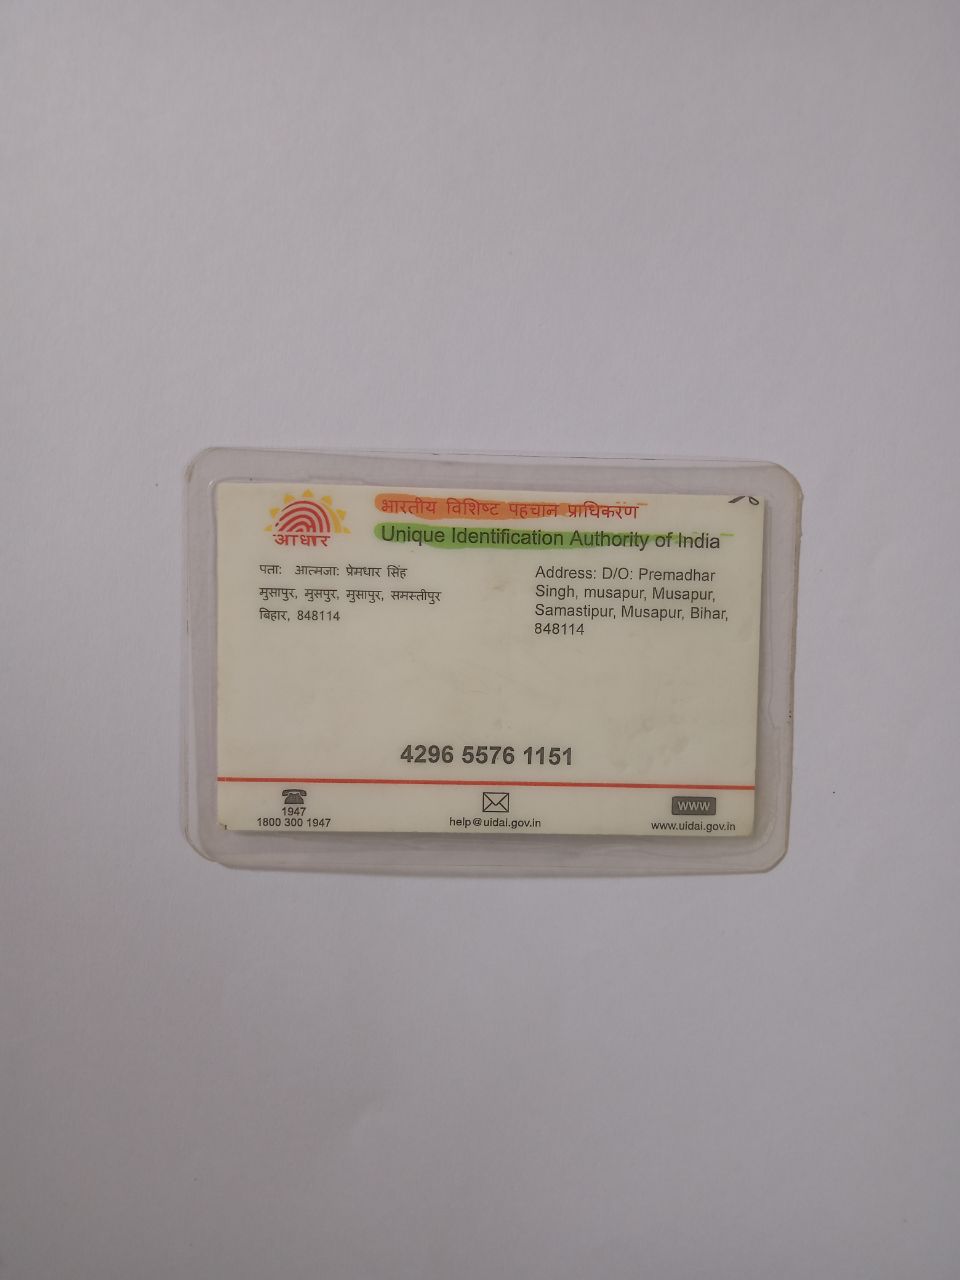 आधार
भारतीय विशिष्ट पहचान प्राधिकरण
Unique Identification Authority of India
पता: आत्मजा: प्रेमधार सिंह
मुसापुर, मुसपुर, मुसापुर, समस्तीपुर
बिहार, 848114
Address: D/O: Premadhar
Singh, musapur, Musapur,
Samastipur, Musapur, Bihar,
848114
4296 5576 1151
1947
1800 300 1947
help@uidai.gov.in
www
www.uidai.gov.in